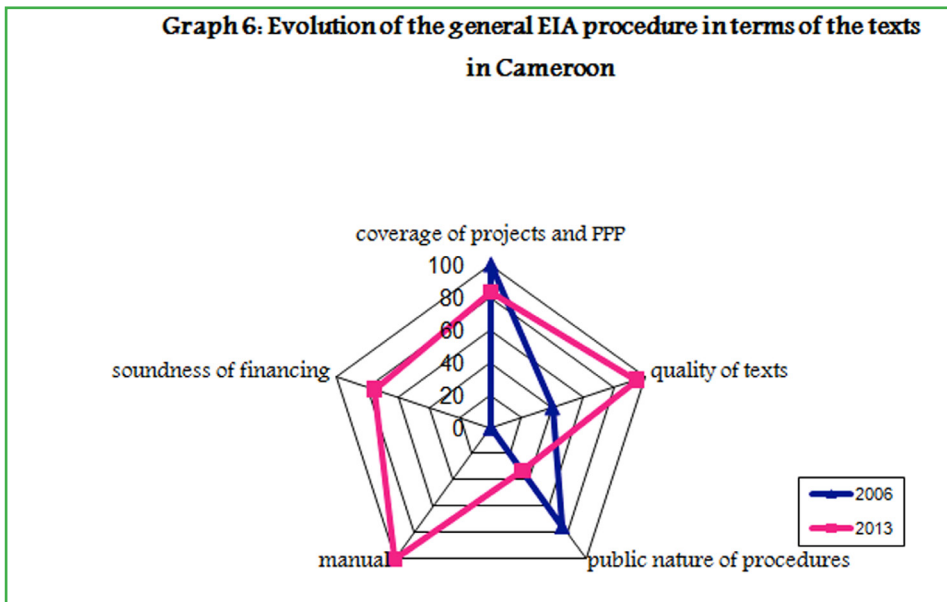 Graph 6: Evolution of the general EIA procedure in terms of the texts
in Cameroon
coverage of projects and PPP
100
80
60
40
20
0
soundness of financing
quality of texts
manual
public nature of procedures
2006
2013